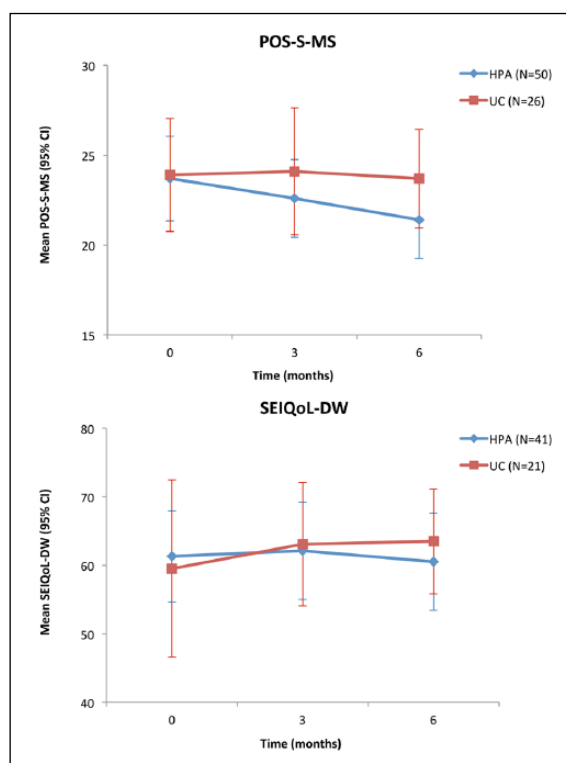 POS-S-MS
HPA (N=50)
UC (N=26)
30
25
20
15
Mean POS-S-MS (95% CI)
0 3 6
Time (months)
SEIQoL-DW
HPA (N=41)
UC (N=21)
80
70
60
50
40
Mean SEIQoL-DW (95% CI)
0 3 6
Time (months)